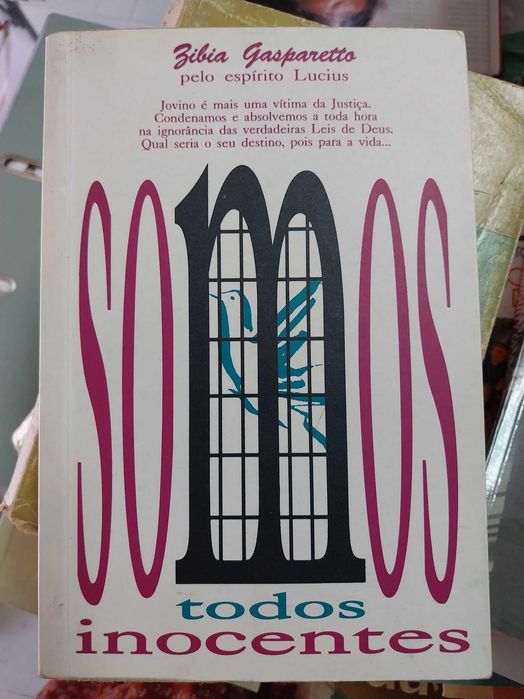 Zibia Gasparetto
pelo espírito Lucius
Jovino é mais uma vítima da Justiça.
Condenamos e absolvemos a toda hora
na ignorância das verdadeiras Leis de Deus.
Qual seria o seu destino, pois para a vida...
somos
todos
inocentes